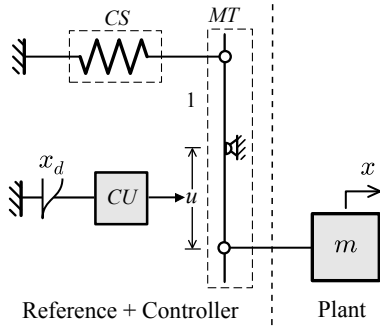 CS
MT
1
x_d
CU
u
x
m
Reference + Controller
Plant